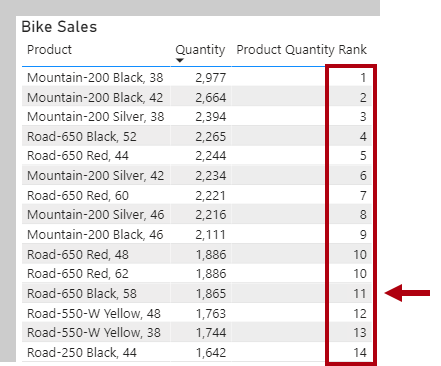 Bike Sales
Product Quantity Product Quantity Rank
Mountain-200 Black, 38 2,977 1
Mountain-200 Black, 42 2,664 2
Mountain-200 Silver, 38 2,394 3
Road-650 Black, 52 2,265 4
Road-650 Red, 44 2,244 5
Mountain-200 Silver, 42 2,234 6
Road-650 Red, 60 2,221 7
Mountain-200 Silver, 46 2,216 8
Mountain-200 Black, 46 2,111 9
Road-650 Red, 48 1,886 10
Road-650 Red, 62 1,886 10
Road-650 Black, 58 1,865 11
Road-550-W Yellow, 48 1,763 12
Road-550-W Yellow, 38 1,744 13
Road-250 Black, 44 1,642 14